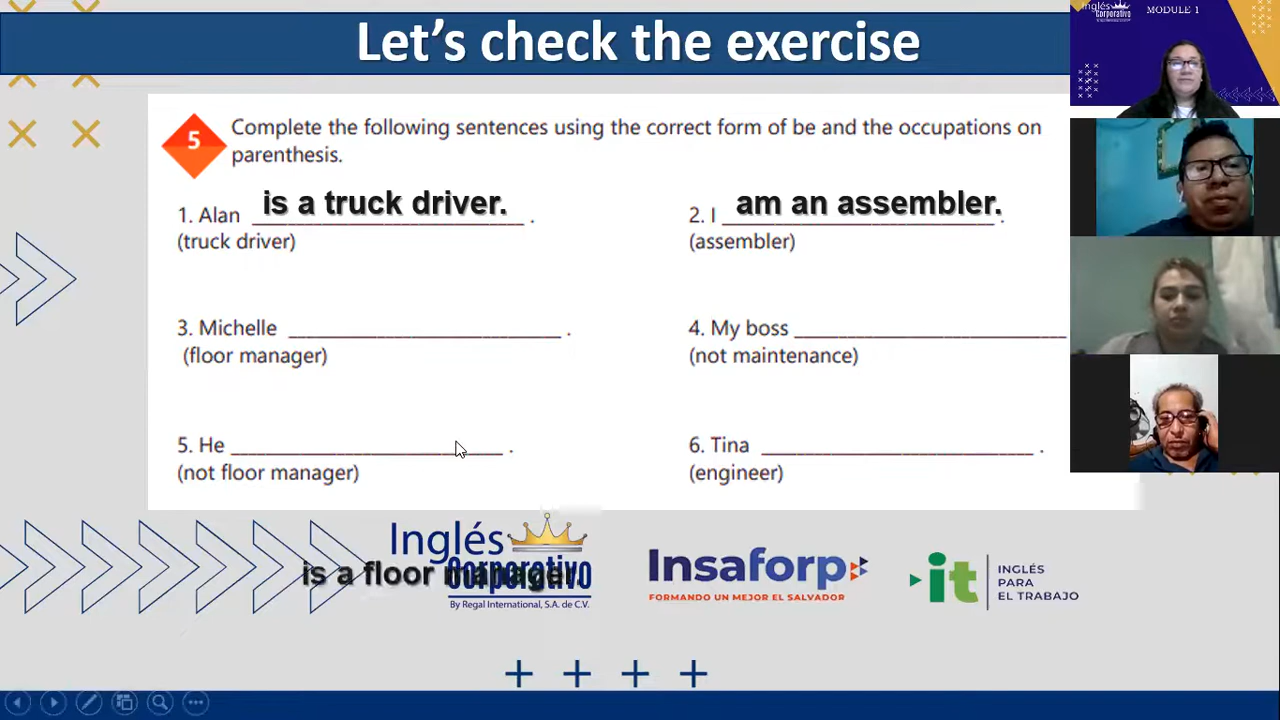 Let's check the exercise
Inglés
Corporativo
MODULE 1
5
Complete the following sentences using the correct form of be and the occupations on
parenthesis.
1. Alan is a truck driver. .
(truck driver)
2. I am an assembler. .
(assembler)
3. Michelle .
(floor manager)
4. My boss
(not maintenance)
5. He .
(not floor manager)
6. Tina .
(engineer)
is a floor manager.
Inglés
Corporativo
By Regal International, S.A. de C.V.
Insaforp
FORMANDO UN MEJOR EL SALVADOR
it
INGLÉS
PARA
EL TRABAJO